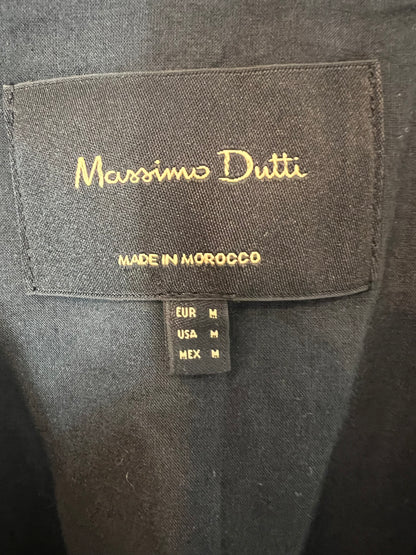 Massimo Dutti
MADE IN MOROCCO
EUR M
USA M
MEX M